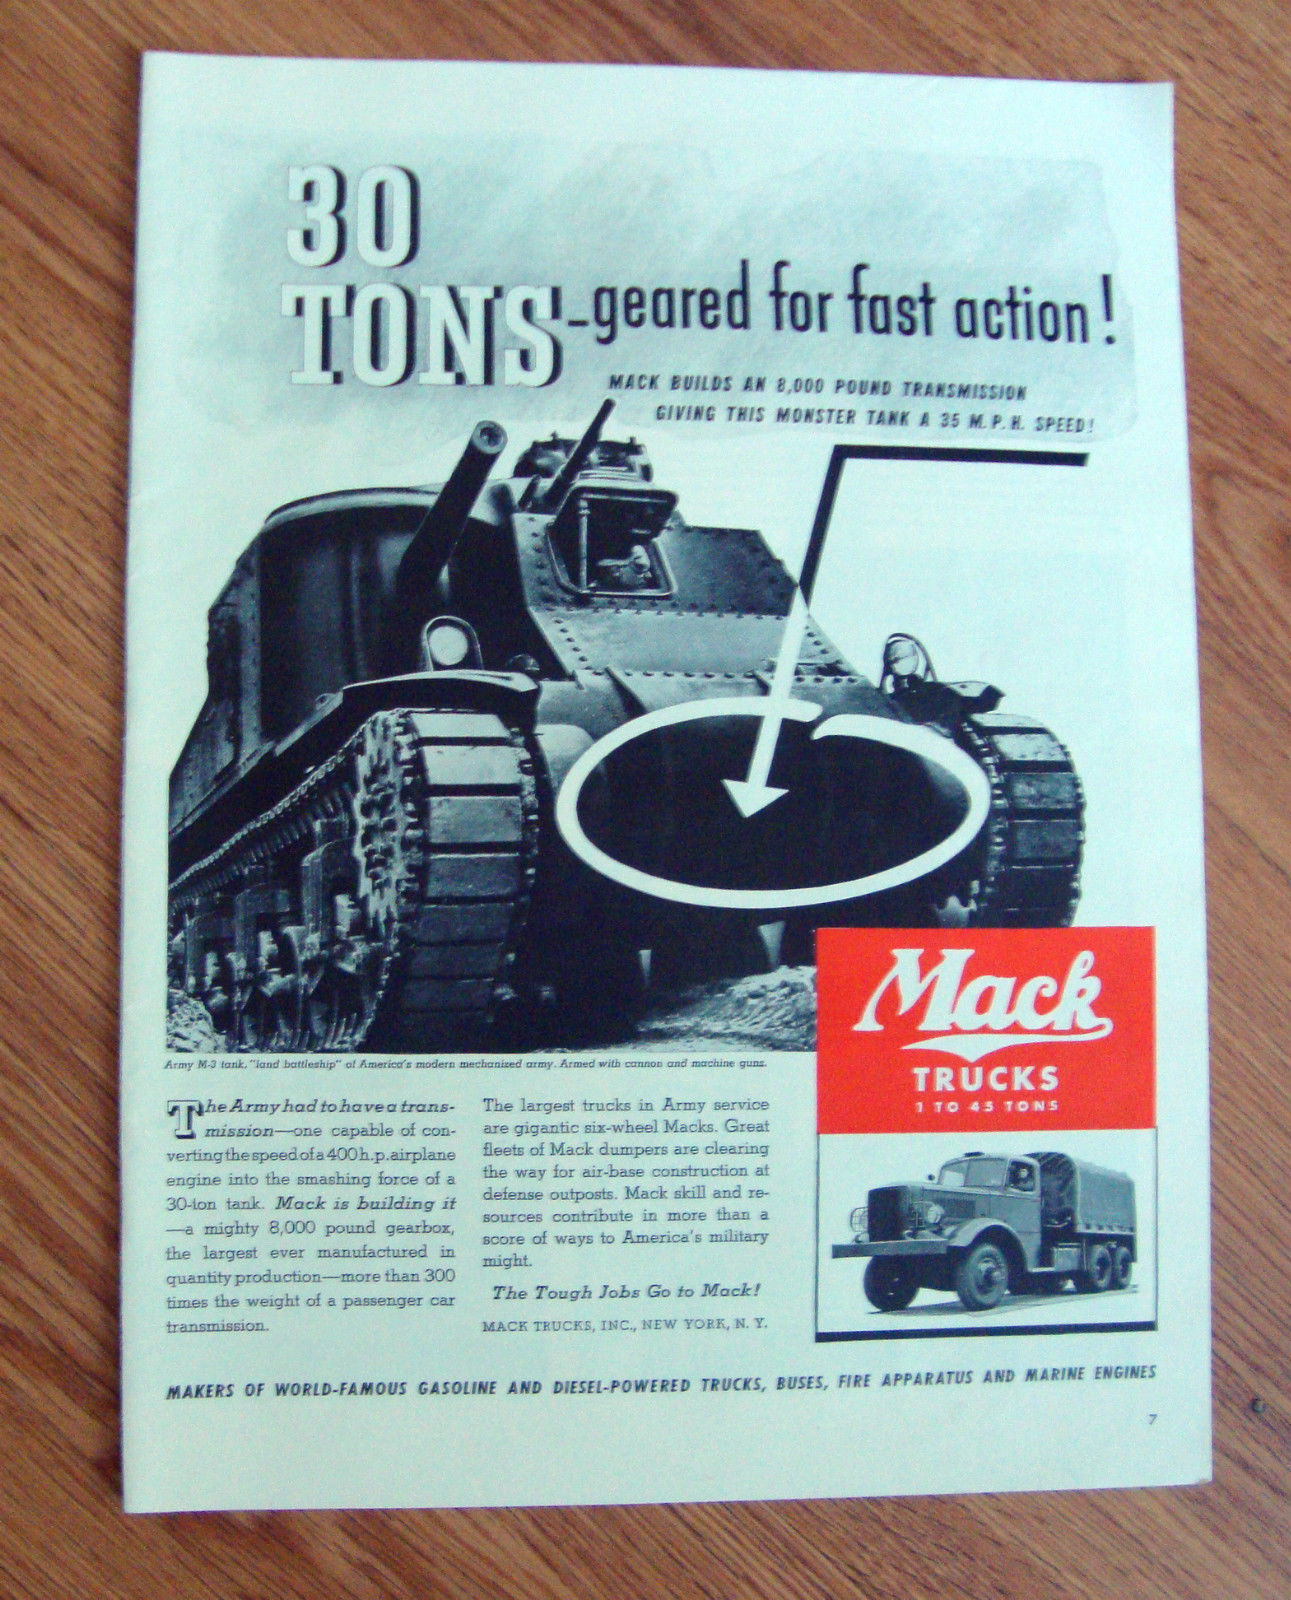 30
TONS-geared for fast action!
MACK BUILDS AN 8,000 POUND TRANSMISSION
GIVING THIS MONSTER TANK A 35 M.P.H. SPEED!
Army M-3 tank, "land battleship" of America's modern mechanized army. Armed with cannon and machine guns.
The Army had to have a trans-
mission—one capable of con-
verting the speed of a 400 h.p. airplane
engine into the smashing force of a
30-ton tank. Mack is building it
—a mighty 8,000 pound gearbox,
the largest ever manufactured in
quantity production—more than 300
times the weight of a passenger car
transmission.
The largest trucks in Army service
are gigantic six-wheel Macks. Great
fleets of Mack dumpers are clearing
the way for air-base construction at
defense outposts. Mack skill and re-
sources contribute in more than a
score of ways to America's military
might.
The Tough Jobs Go to Mack!
MACK TRUCKS, INC., NEW YORK, N. Y.
Mack
TRUCKS
1 TO 45 TONS
MAKERS OF WORLD-FAMOUS GASOLINE AND DIESEL-POWERED TRUCKS, BUSES, FIRE APPARATUS AND MARINE ENGINES
7